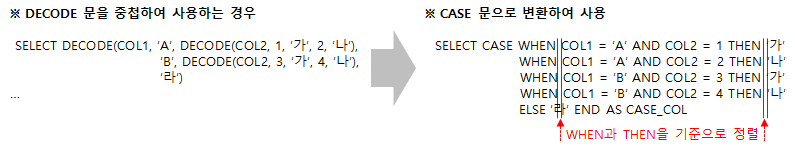 ※ DECODE 문을 중첩하여 사용하는 경우
SELECT DECODE(COL1, 'A', DECODE(COL2, 1, '가', 2, '나'),
'B', DECODE(COL2, 3, '가', 4, '나'),
'라')
...
※ CASE 문으로 변환하여 사용
SELECT CASE WHEN COL1 = 'A' AND COL2 = 1 THEN '가'
WHEN COL1 = 'A' AND COL2 = 2 THEN '나'
WHEN COL1 = 'B' AND COL2 = 3 THEN '가'
WHEN COL1 = 'B' AND COL2 = 4 THEN '나'
ELSE '라' END AS CASE_COL
WHEN과 THEN을 기준으로 정렬